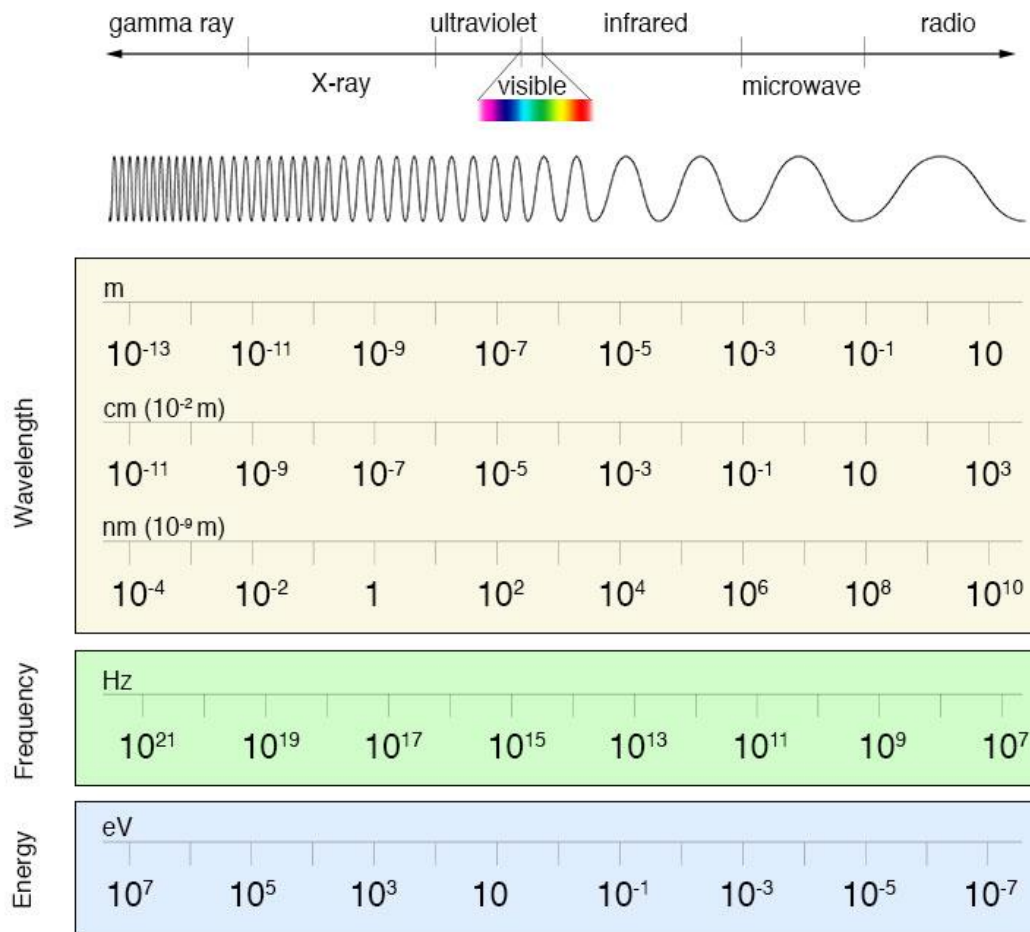 gamma ray ultraviolet infrared radio
X-ray visible microwave
Wavelength
m
10⁻¹³ 10⁻¹¹ 10⁻⁹ 10⁻⁷ 10⁻⁵ 10⁻³ 10⁻¹ 10
cm (10⁻² m)
10⁻¹¹ 10⁻⁹ 10⁻⁷ 10⁻⁵ 10⁻³ 10⁻¹ 10 10³
nm (10⁻⁹ m)
10⁻⁴ 10⁻² 1 10² 10⁴ 10⁶ 10⁸ 10¹⁰
Frequency
Hz
10²¹ 10¹⁹ 10¹⁷ 10¹⁵ 10¹³ 10¹¹ 10⁹ 10⁷
Energy
eV
10⁷ 10⁵ 10³ 10 10⁻¹ 10⁻³ 10⁻⁵ 10⁻⁷